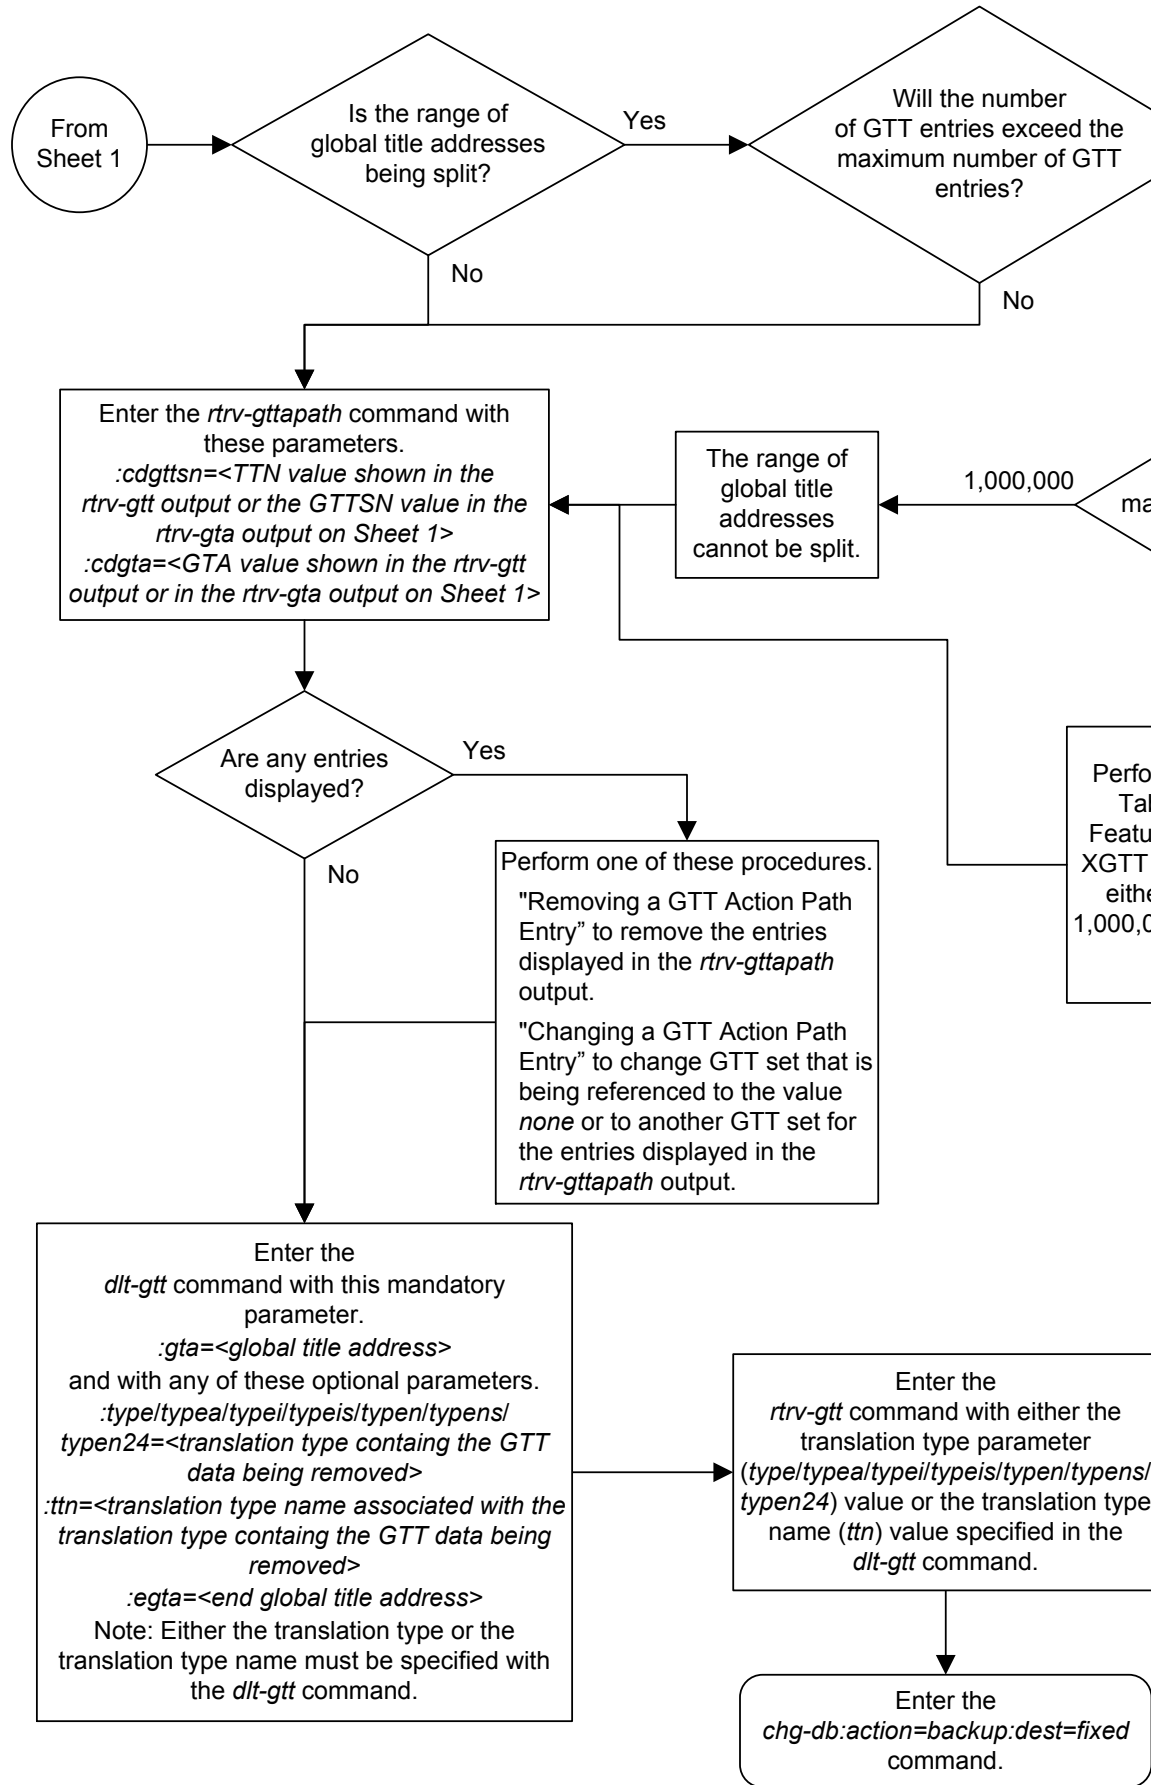 From
Sheet 1
Is the range of
global title addresses
being split?
Yes
Will the number
of GTT entries exceed the
maximum number of GTT
entries?
No
No
Enter the rtrv-gttapath command with
these parameters.
:cdgttsn=<TTN value shown in the
rtrv-gtt output or the GTTSN value in the
rtrv-gta output on Sheet 1>
:cdgta=<GTA value shown in the rtrv-gtt
output or in the rtrv-gta output on Sheet 1>
The range of
global title
addresses
cannot be split.
1,000,000
Are any entries
displayed?
Yes
No
Perform one of these procedures.
"Removing a GTT Action Path
Entry” to remove the entries
displayed in the rtrv-gttapath
output.
"Changing a GTT Action Path
Entry” to change GTT set that is
being referenced to the value
none or to another GTT set for
the entries displayed in the
rtrv-gttapath output.
XGTT
Enter the
dlt-gtt command with this mandatory
parameter.
:gta=<global title address>
and with any of these optional parameters.
:type/typea/typei/typeis/typen/typens/
typen24=<translation type containg the GTT
data being removed>
:ttn=<translation type name associated with the
translation type containg the GTT data being
removed>
:egta=<end global title address>
Note: Either the translation type or the
translation type name must be specified with
the dlt-gtt command.
Enter the
rtrv-gtt command with either the
translation type parameter
(type/typea/typei/typeis/typen/typens/
typen24) value or the translation type
name (ttn) value specified in the
dlt-gtt command.
Enter the
chg-db:action=backup:dest=fixed
command.